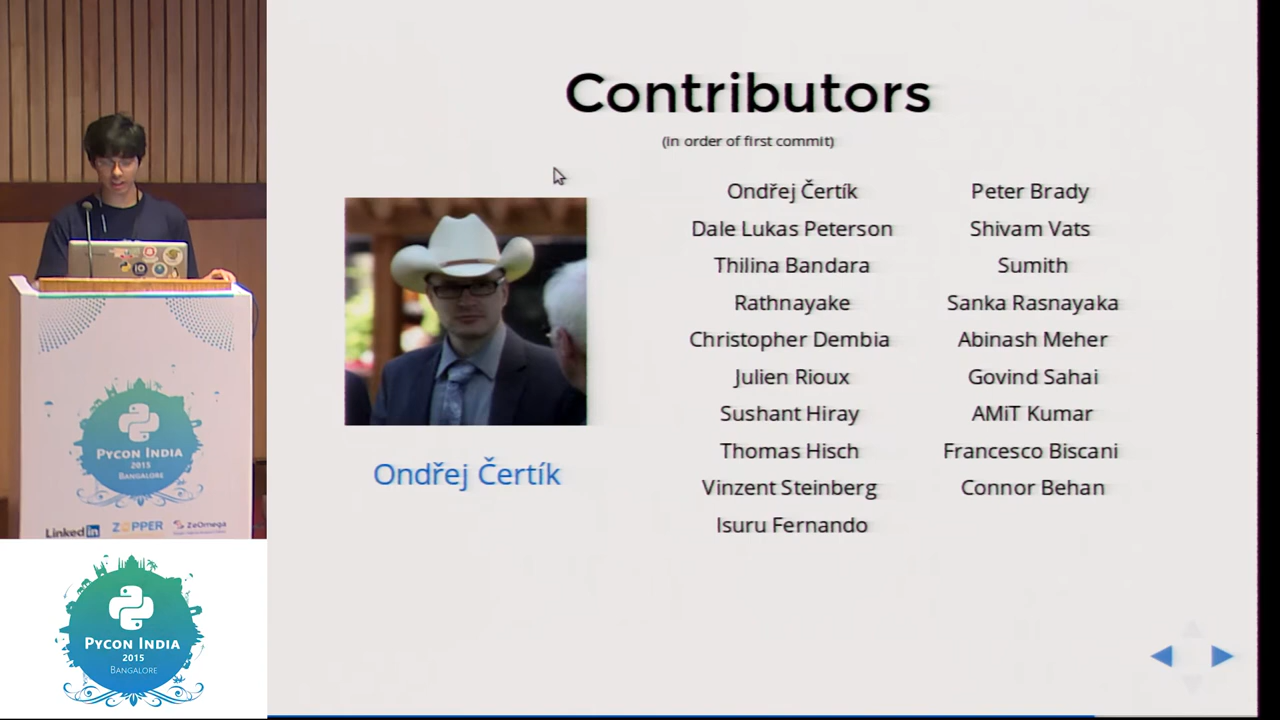 Contributors
(in order of first commit)
Ondřej Čertík
Dale Lukas Peterson
Thilina Bandara
Rathnayake
Christopher Dembia
Julien Rioux
Sushant Hiray
Thomas Hisch
Vinzent Steinberg
Isuru Fernando
Peter Brady
Shivam Vats
Sumith
Sanka Rasnayaka
Abinash Meher
Govind Sahai
AMiT Kumar
Francesco Biscani
Connor Behan
Ondřej Čertík
PYCON INDIA
2015
BANGALORE
LinkedIn
ZOPPER
ZeOmega
PYCON INDIA
2015
BANGALORE